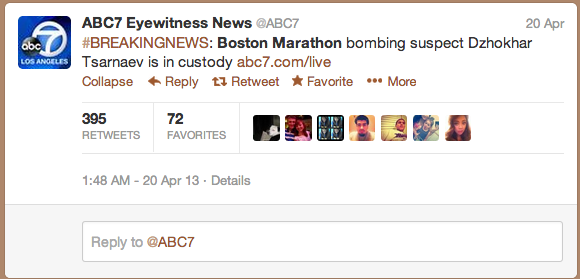 ABC7 Eyewitness News @ABC7 20 Apr
#BREAKINGNEWS: Boston Marathon bombing suspect Dzhokhar
Tsarnaev is in custody abc7.com/live
Collapse Reply Retweet Favorite More
abc 7
LOS ANGELES
395 72
RETWEETS FAVORITES
1:48 AM - 20 Apr 13 · Details
Reply to @ABC7